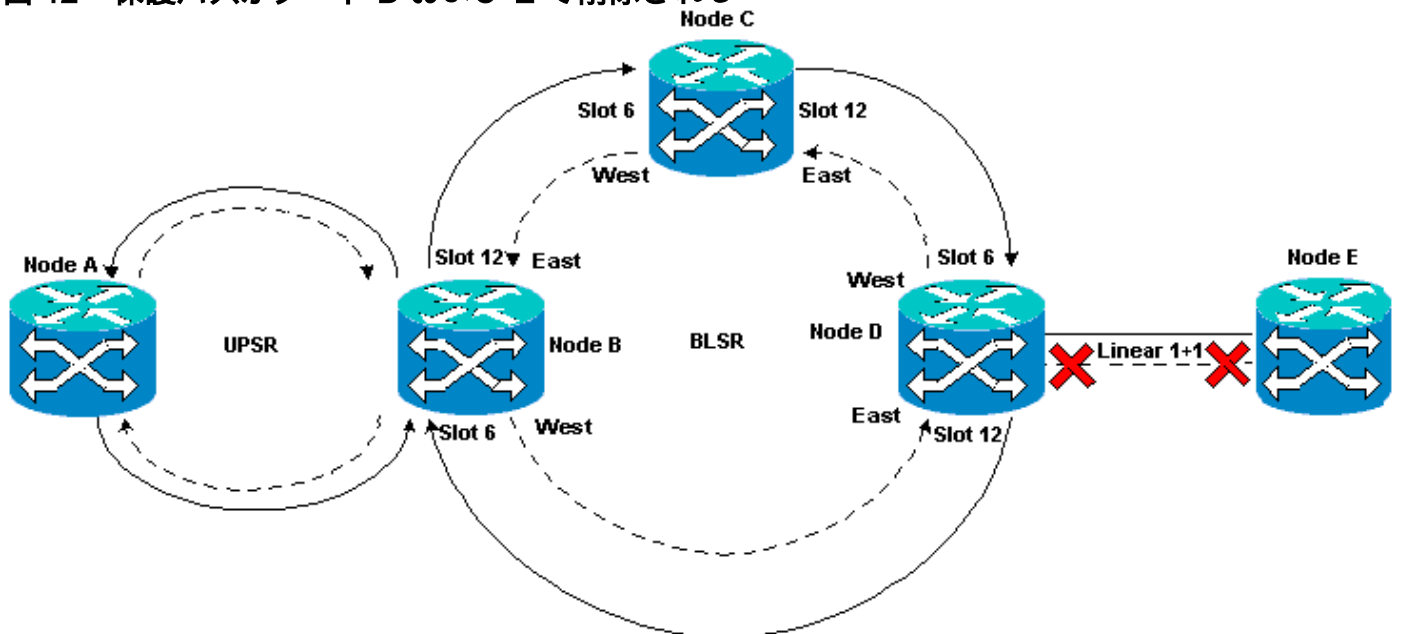 Node C
Slot 6
Slot 12
West
East
Node A
Slot 12
East
Slot 6
Node E
West
UPSR
Node B
BLSR
Node D
Linear 1+1
East
Slot 6
West
Slot 12